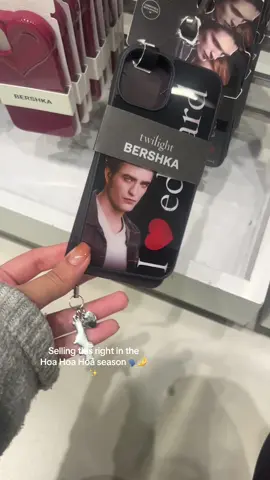 BERSHKA
twilight
BERSHKA
I ❤ edward
Selling this right in the
Hoa Hoa Hoa season 🗣️🤌
✨